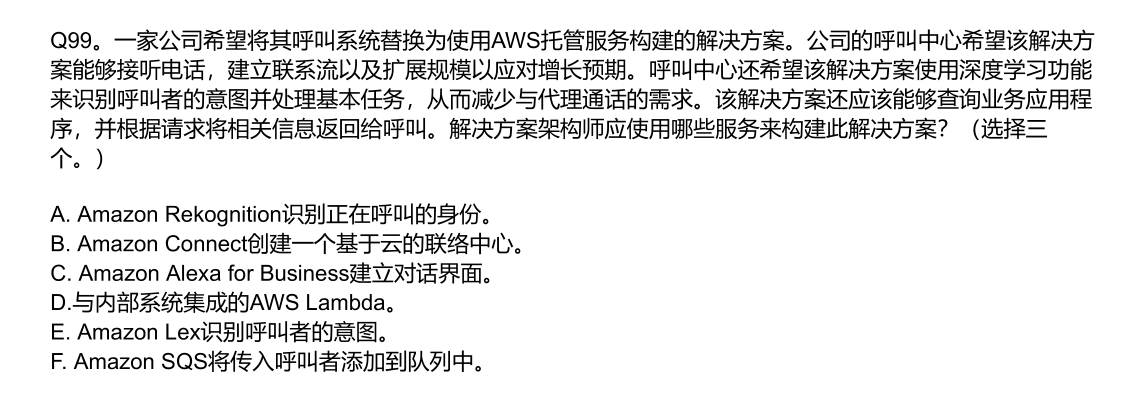 Q99。一家公司希望将其呼叫系统替换为使用AWS托管服务构建的解决方案。公司的呼叫中心希望该解决方
案能够接听电话，建立联系流以及扩展规模以应对增长预期。呼叫中心还希望该解决方案使用深度学习功能
来识别呼叫者的意图并处理基本任务，从而减少与代理通话的需求。该解决方案还应该能够查询业务应用程
序，并根据请求将相关信息返回给呼叫。解决方案架构师应使用哪些服务来构建此解决方案？（选择三
个。）
A. Amazon Rekognition识别正在呼叫的身份。
B. Amazon Connect创建一个基于云的联络中心。
C. Amazon Alexa for Business建立对话界面。
D.与内部系统集成的AWS Lambda。
E. Amazon Lex识别呼叫者的意图。
F. Amazon SQS将传入呼叫者添加到队列中。